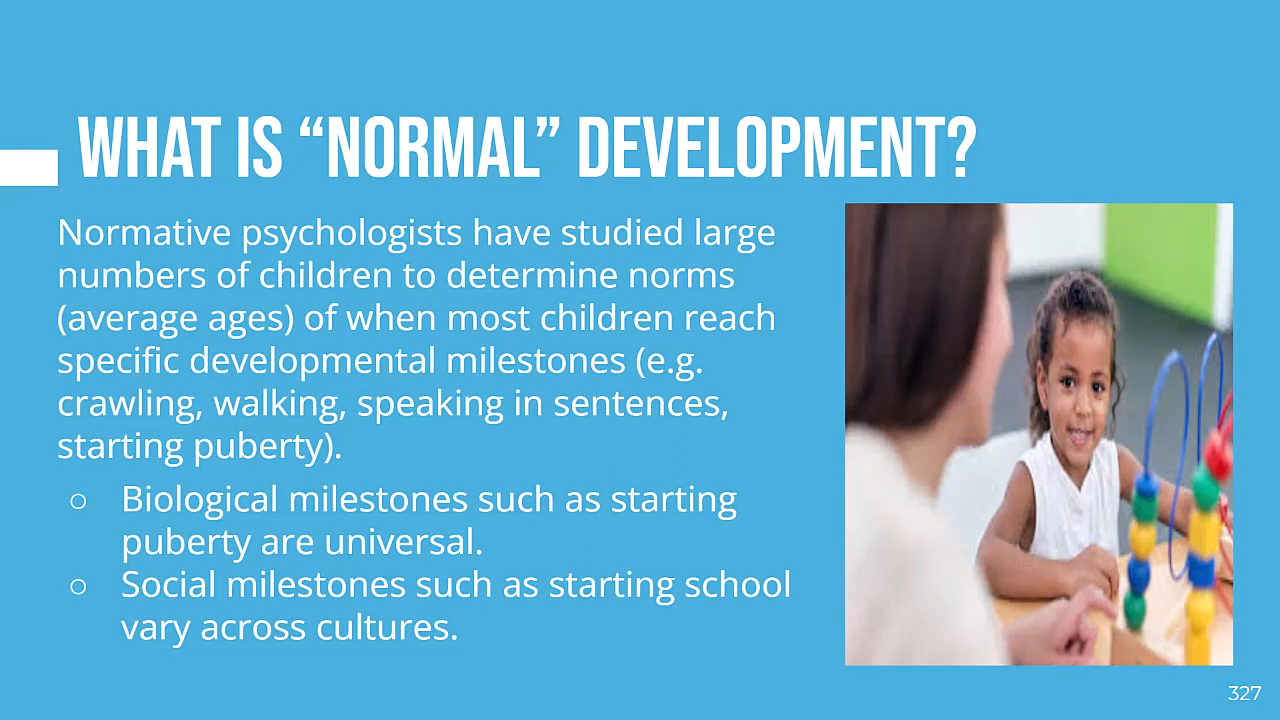 WHAT IS “NORMAL” DEVELOPMENT?
Normative psychologists have studied large
numbers of children to determine norms
(average ages) of when most children reach
specific developmental milestones (e.g.
crawling, walking, speaking in sentences,
starting puberty).
○ Biological milestones such as starting
puberty are universal.
○ Social milestones such as starting school
vary across cultures.
327